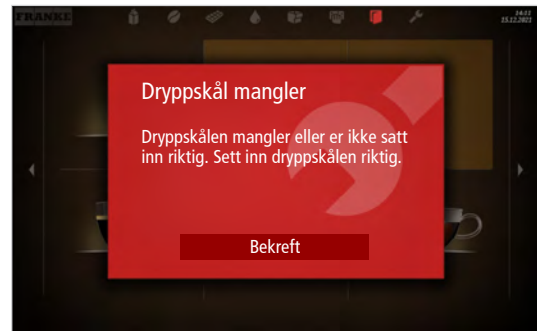 FRANKE
14:11
15.12.2021
Dryppskål mangler
Dryppskålen mangler eller er ikke satt
inn riktig. Sett inn dryppskålen riktig.
Bekreft